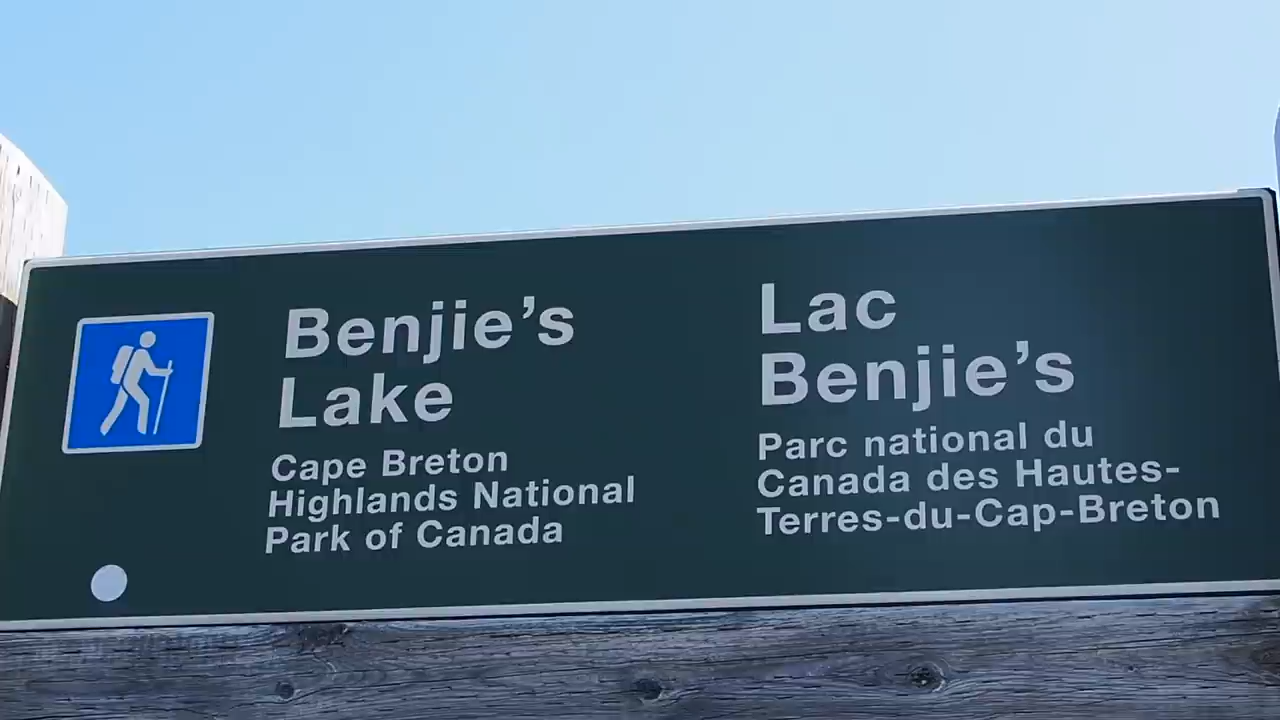 Benjie’s
Lake
Cape Breton
Highlands National
Park of Canada
Lac
Benjie’s
Parc national du
Canada des Hautes-
Terres-du-Cap-Breton